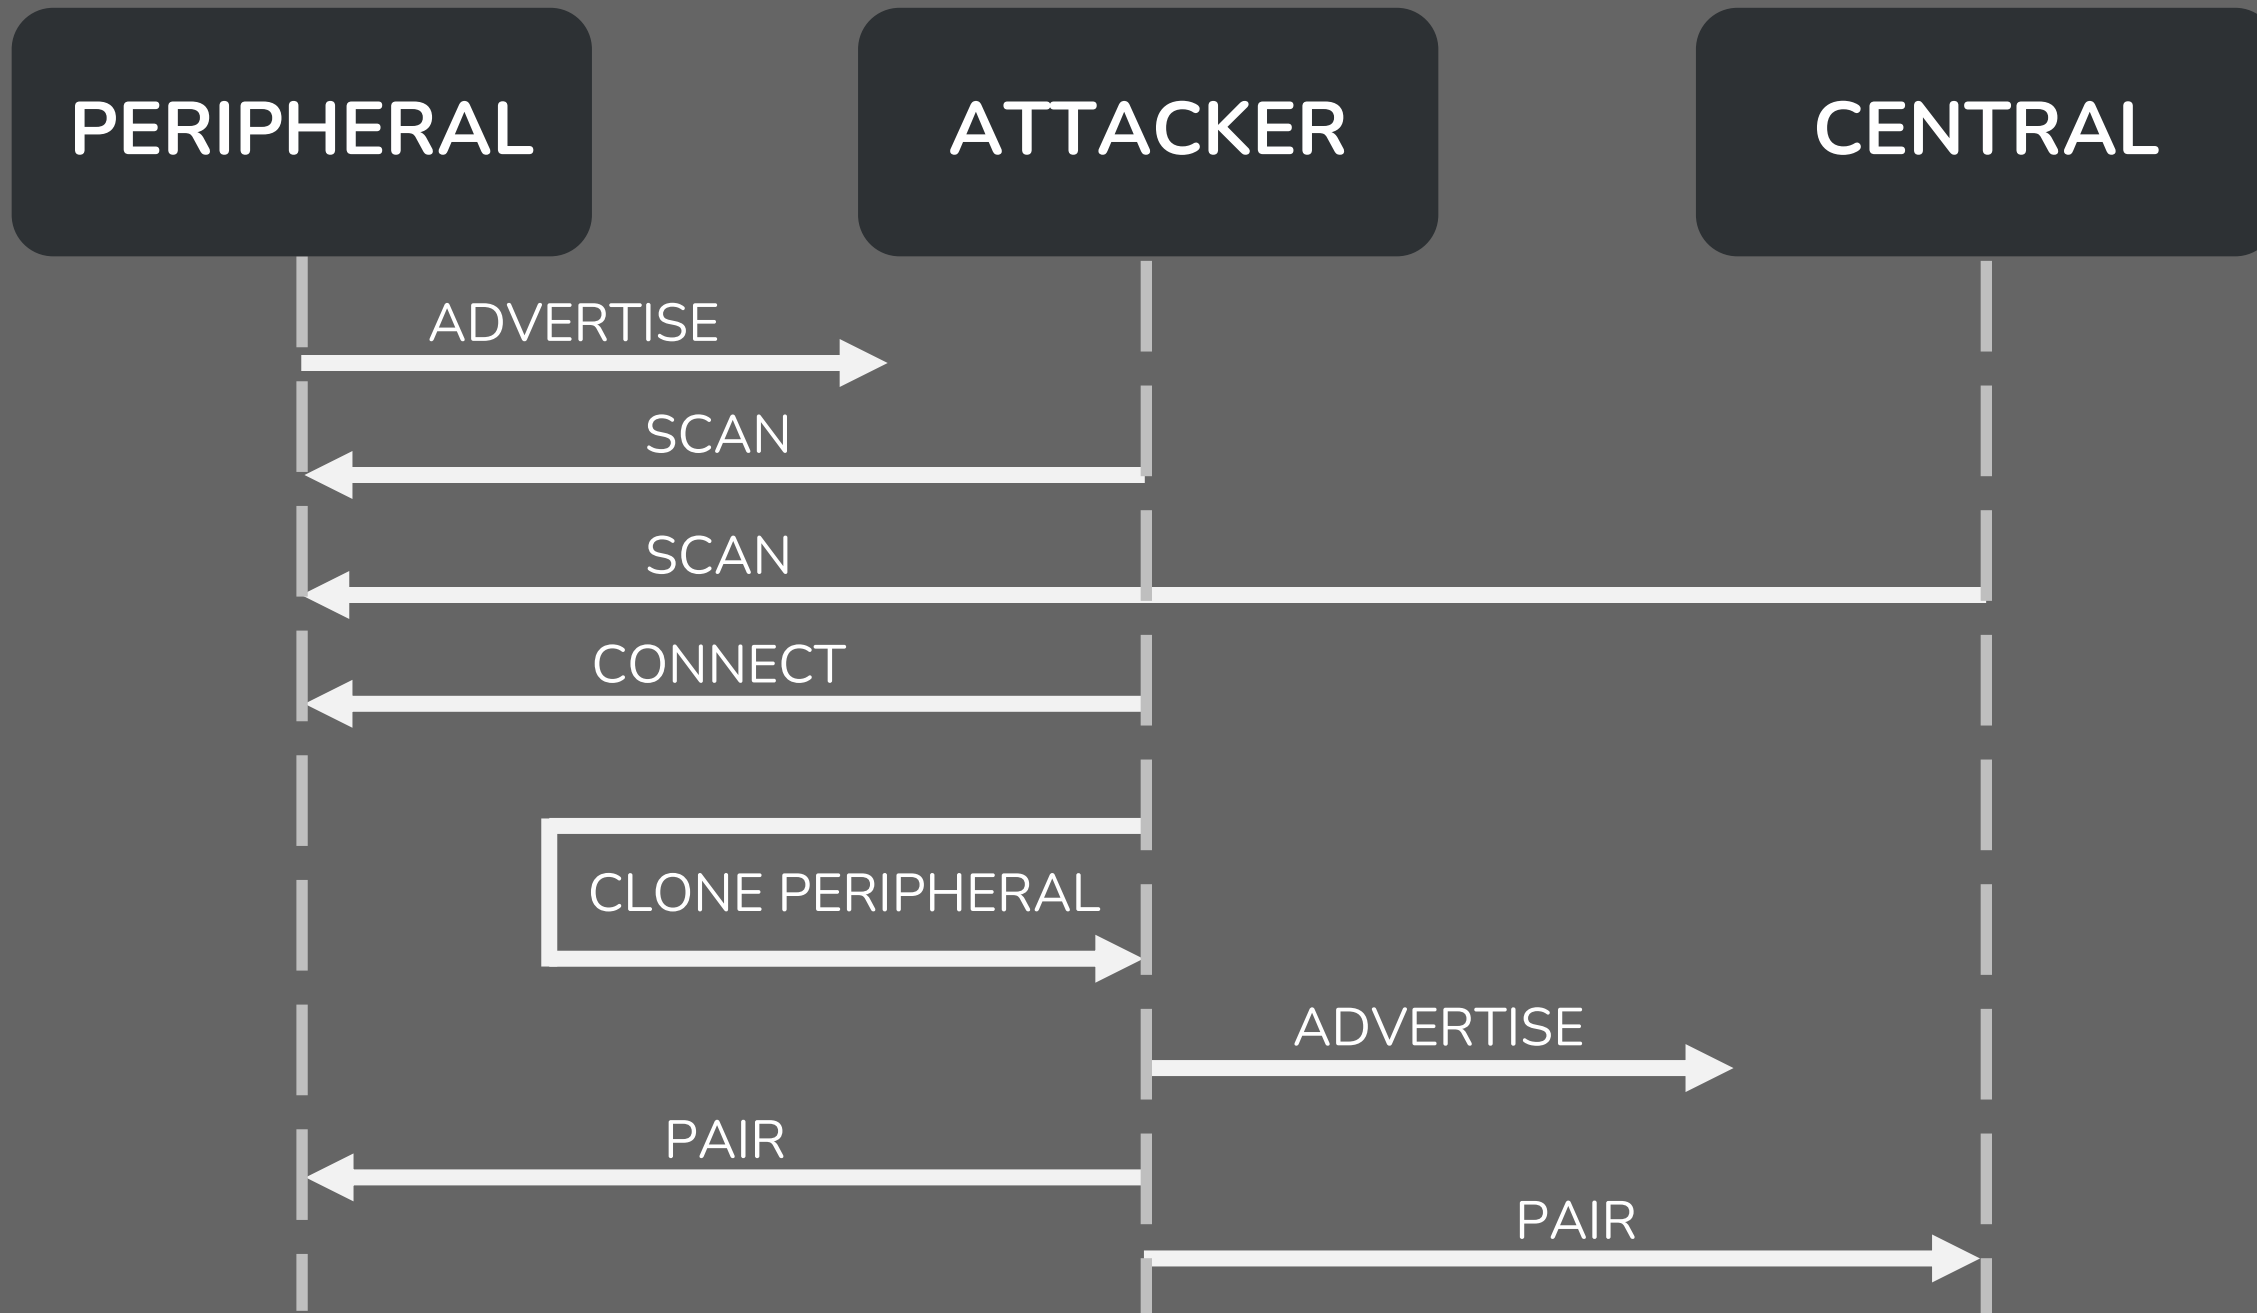 PERIPHERAL
ATTACKER
CENTRAL
ADVERTISE
SCAN
SCAN
CONNECT
CLONE PERIPHERAL
ADVERTISE
PAIR
PAIR